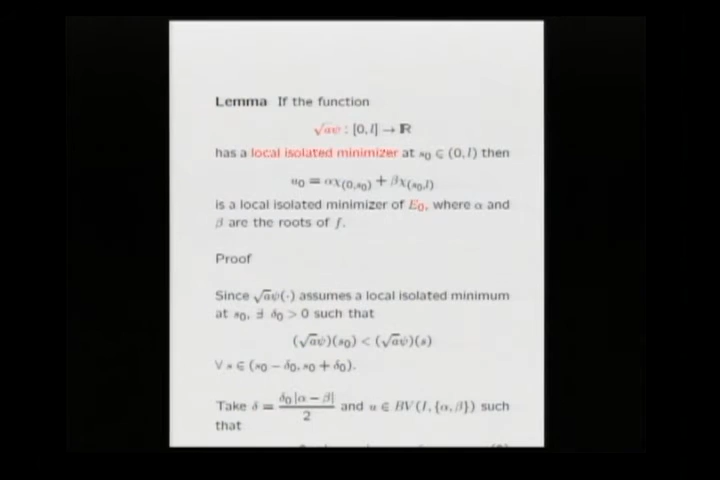 Lemma If the function
√aψ : [0, l] → ℝ
has a local isolated minimizer at s₀ ∈ (0, l) then
u₀ = αχ(0,s₀) + βχ(s₀,l)
is a local isolated minimizer of E₀, where α and
β are the roots of f.
Proof
Since √aψ(·) assumes a local isolated minimum
at s₀, ∃ δ₀ > 0 such that
(√aψ)(s₀) < (√aψ)(s)
∀ s ∈ (s₀ − δ₀, s₀ + δ₀).
Take δ = δ₀|α − β| / 2 and u ∈ BV(I, {α, β}) such
that